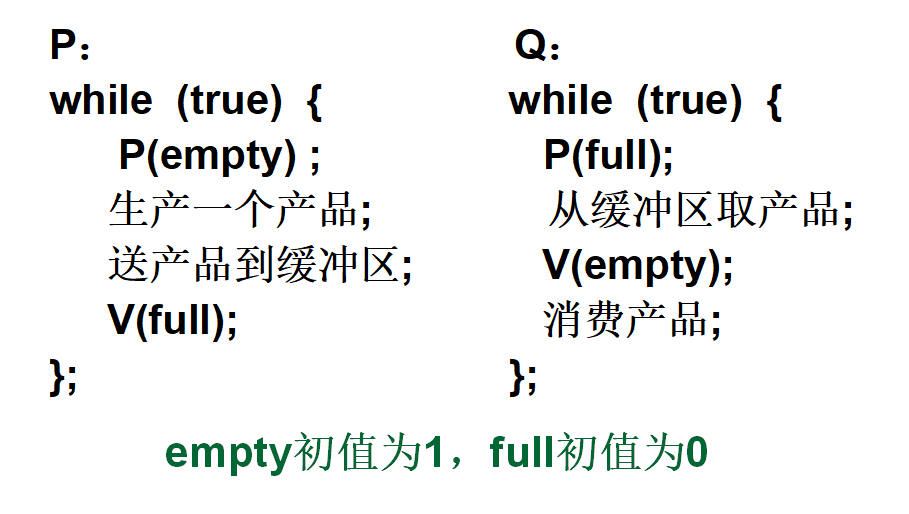 P：
while (true) {
P(empty) ;
生产一个产品;
送产品到缓冲区;
V(full);
};
Q：
while (true) {
P(full);
从缓冲区取产品;
V(empty);
消费产品;
};
empty初值为1，full初值为0